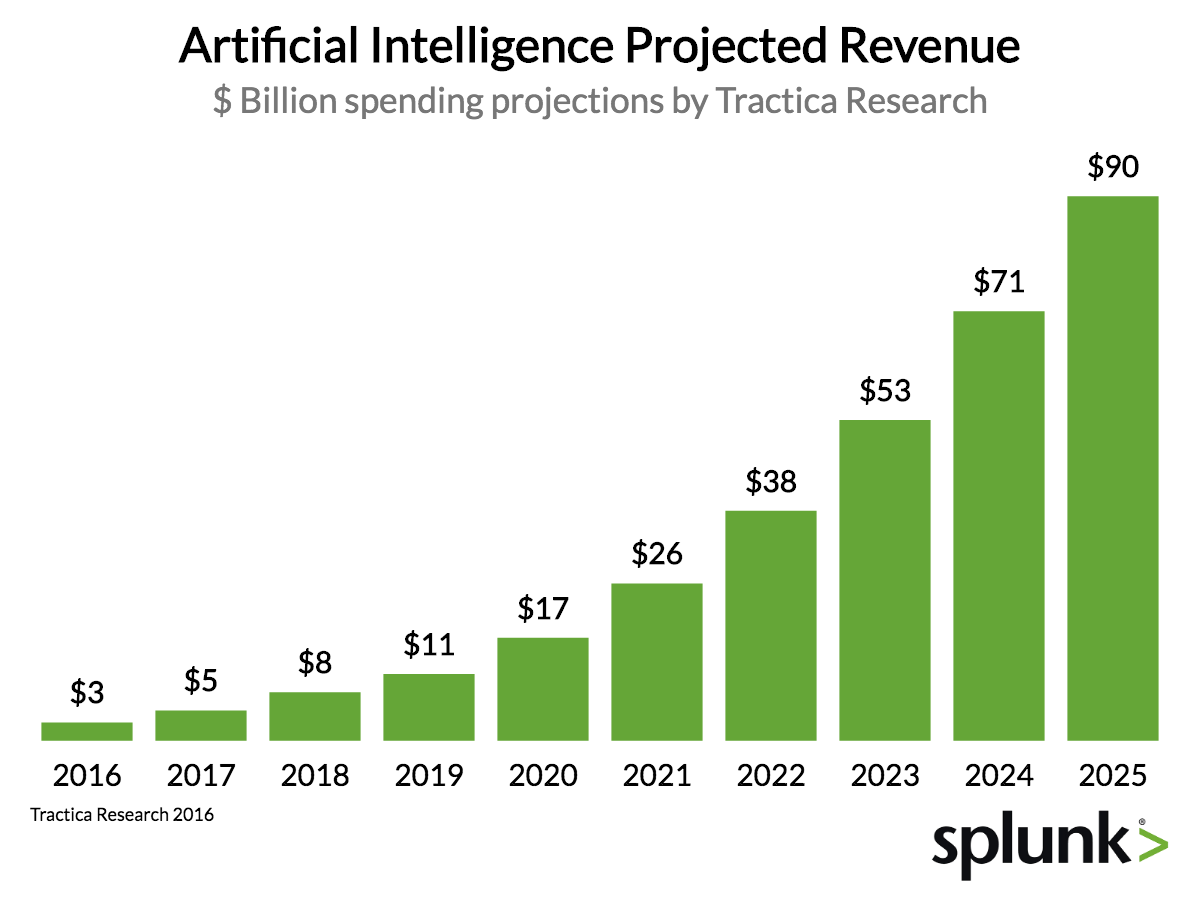 Artificial Intelligence Projected Revenue
$ Billion spending projections by Tractica Research
$3
$5
$8
$11
$17
$26
$38
$53
$71
$90
2016 2017 2018 2019 2020 2021 2022 2023 2024 2025
Tractica Research 2016
splunk>®